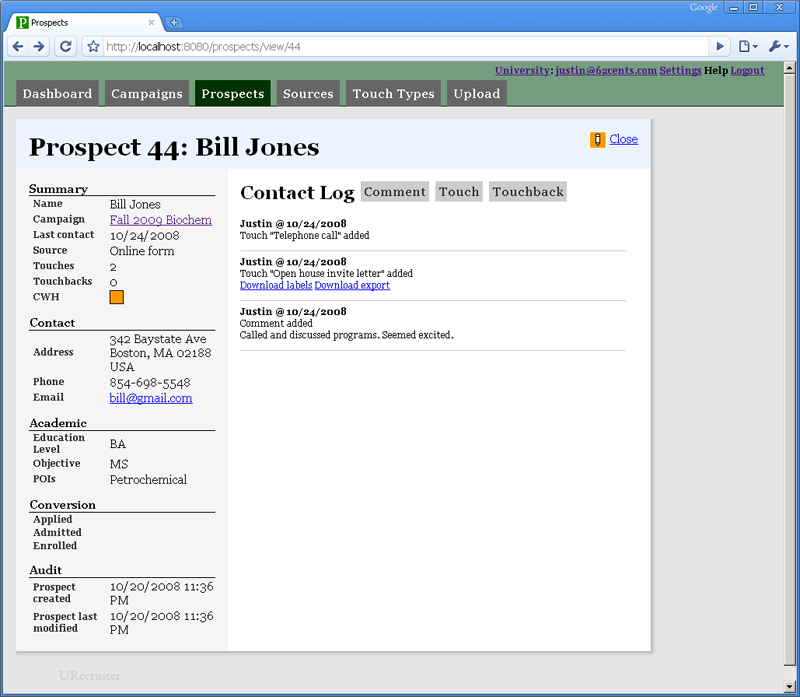 Google
Prospects
http://localhost:8080/prospects/view/44
University: justin@62cents.com Settings Help Logout
Dashboard Campaigns Prospects Sources Touch Types Upload
Prospect 44: Bill Jones
Close
Summary
Name Bill Jones
Campaign Fall 2009 Biochem
Last contact 10/24/2008
Source Online form
Touches 2
Touchbacks 0
CWH
Contact
Address 342 Baystate Ave
Boston, MA 02188
USA
Phone 854-698-5548
Email bill@gmail.com
Academic
Education Level BA
Objective MS
POIs Petrochemical
Conversion
Applied
Admitted
Enrolled
Audit
Prospect created 10/20/2008 11:36 PM
Prospect last modified 10/20/2008 11:36 PM
Contact Log Comment Touch Touchback
Justin @ 10/24/2008
Touch "Telephone call" added
Justin @ 10/24/2008
Touch "Open house invite letter" added
Download labels Download export
Justin @ 10/24/2008
Comment added
Called and discussed programs. Seemed excited.
URecruiter